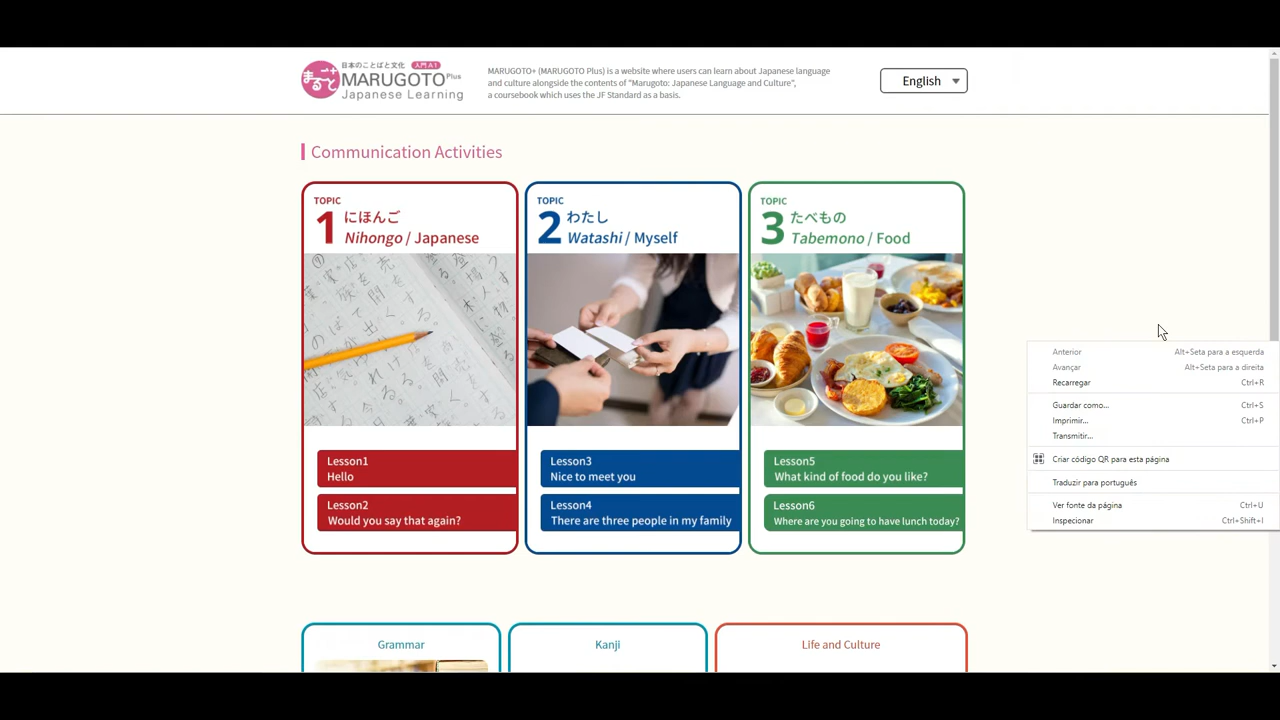 日本のことばと文化 入門 A1
まるごと+
MARUGOTO Plus
Japanese Learning
MARUGOTO+ (MARUGOTO Plus) is a website where users can learn about Japanese language
and culture alongside the contents of "Marugoto: Japanese Language and Culture",
a coursebook which uses the JF Standard as a basis.
English
Communication Activities
TOPIC
1 にほんご
Nihongo / Japanese
Lesson1
Hello
Lesson2
Would you say that again?
TOPIC
2 わたし
Watashi / Myself
Lesson3
Nice to meet you
Lesson4
There are three people in my family
TOPIC
3 たべもの
Tabemono / Food
Lesson5
What kind of food do you like?
Lesson6
Where are you going to have lunch today?
Anterior Alt+Seta para a esquerda
Avançar Alt+Seta para a direita
Recarregar Ctrl+R
Guardar como... Ctrl+S
Imprimir... Ctrl+P
Transmitir...
Criar código QR para esta página
Traduzir para português
Ver fonte da página Ctrl+U
Inspecionar Ctrl+Shift+I
Grammar
Kanji
Life and Culture